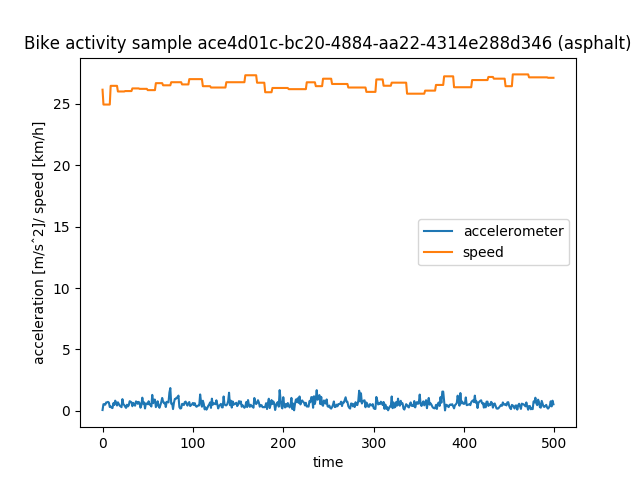 Bike activity sample ace4d01c-bc20-4884-aa22-4314e288d346 (asphalt)
acceleration [m/s^2]/ speed [km/h]
25
20
15
10
5
0
accelerometer
speed
0 100 200 300 400 500
time